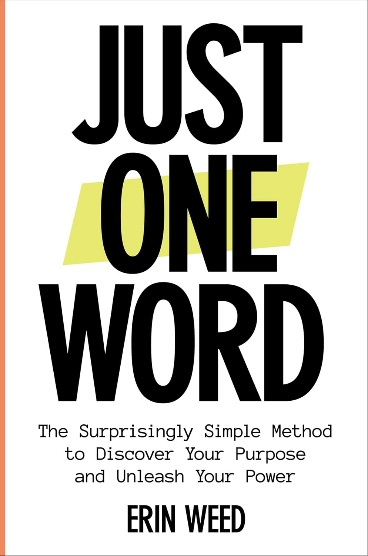 JUST
ONE
WORD
The Surprisingly Simple Method
to Discover Your Purpose
and Unleash Your Power
ERIN WEED